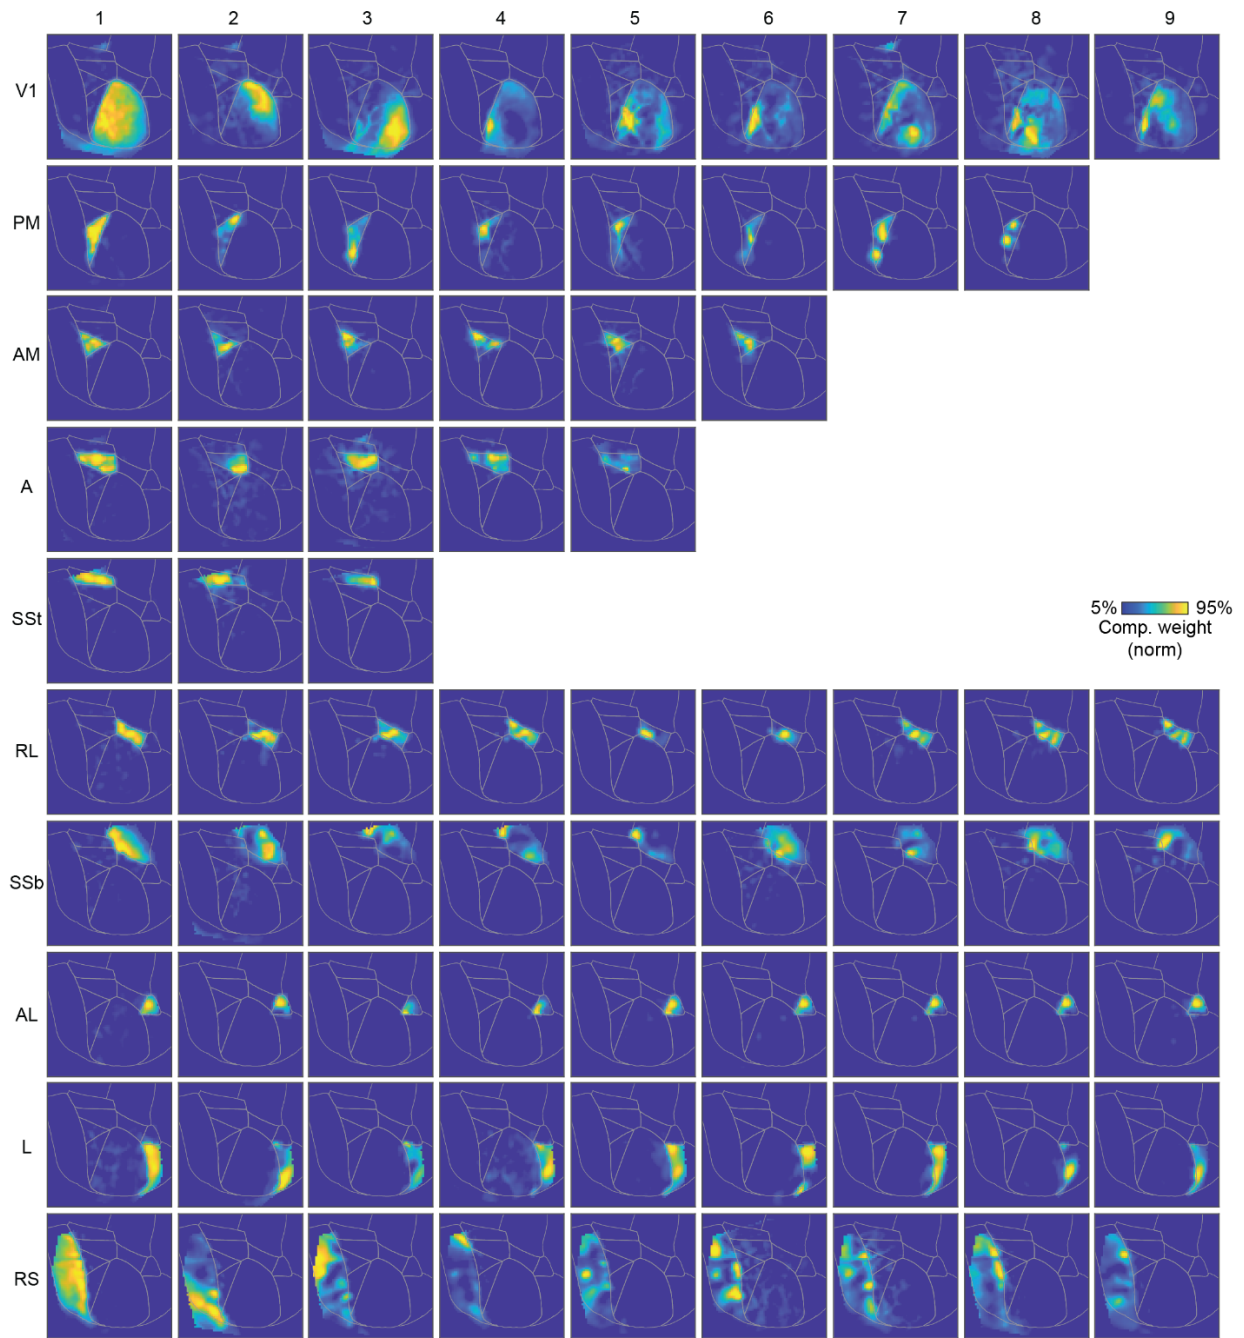 1 2 3 4 5 6 7 8 9
V1
PM
AM
A
SSt
5% 95%
Comp. weight
(norm)
RL
SSb
AL
L
RS